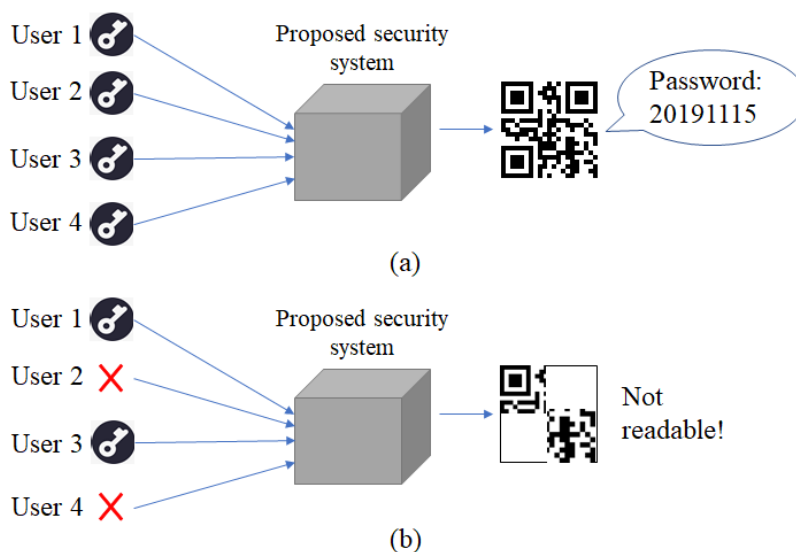 User 1
Proposed security
system
User 2
Password:
20191115
User 3
User 4
(a)
User 1
Proposed security
system
User 2
Not
readable!
User 3
User 4
(b)